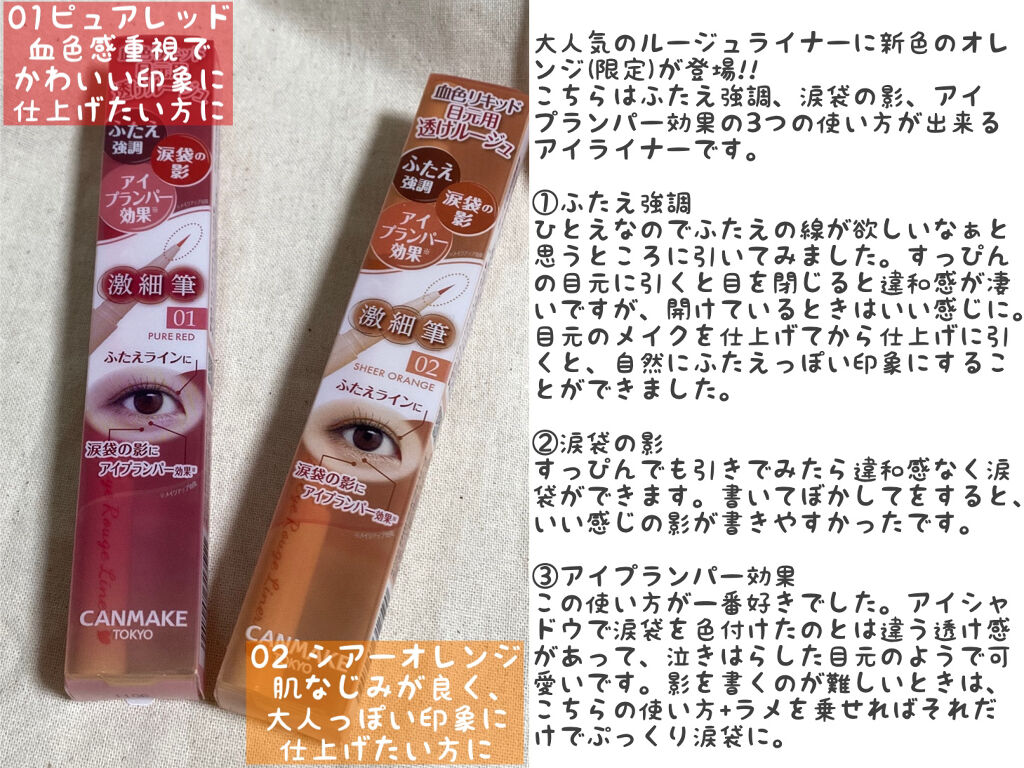 01ピュアレッド
血色感重視で
かわいい印象に
仕上げたい方に
ふたえ
強調
涙袋の
影
アイ
プランパー
効果※
激細筆
01
PURE RED
ふたえラインに
涙袋の影に
アイプランパー効果※
CANMAKE
TOKYO
血色リキッド
目元用
透けルージュ
ふたえ
強調
涙袋の
影
アイ
プランパー
効果※
激細筆
02
SHEER ORANGE
ふたえラインに
涙袋の影に
アイプランパー効果※
CANMAKE
02 シアーオレンジ
肌なじみが良く、
大人っぽい印象に
仕上げたい方に
大人気のルージュライナーに新色のオレ
ンジ(限定)が登場!!
こちらはふたえ強調、涙袋の影、アイ
プランパー効果の3つの使い方が出来る
アイライナーです。
①ふたえ強調
ひとえなのでふたえの線が欲しいなぁと
思うところに引いてみました。すっぴん
の目元に引くと目を閉じると違和感が凄
いですが、開けているときはいい感じに。
目元のメイクを仕上げてから仕上げに引
くと、自然にふたえっぽい印象にするこ
とができました。
②涙袋の影
すっぴんでも引きでみたら違和感なく涙
袋ができます。書いてぼかしてをすると、
いい感じの影が書きやすかったです。
③アイプランパー効果
この使い方が一番好きでした。アイシャ
ドウで涙袋を色付けたのとは違う透け感
があって、泣きはらした目元のようで可
愛いです。影を書くのが難しいときは、
こちらの使い方+ラメを乗せればそれだ
けでぷっくり涙袋に。